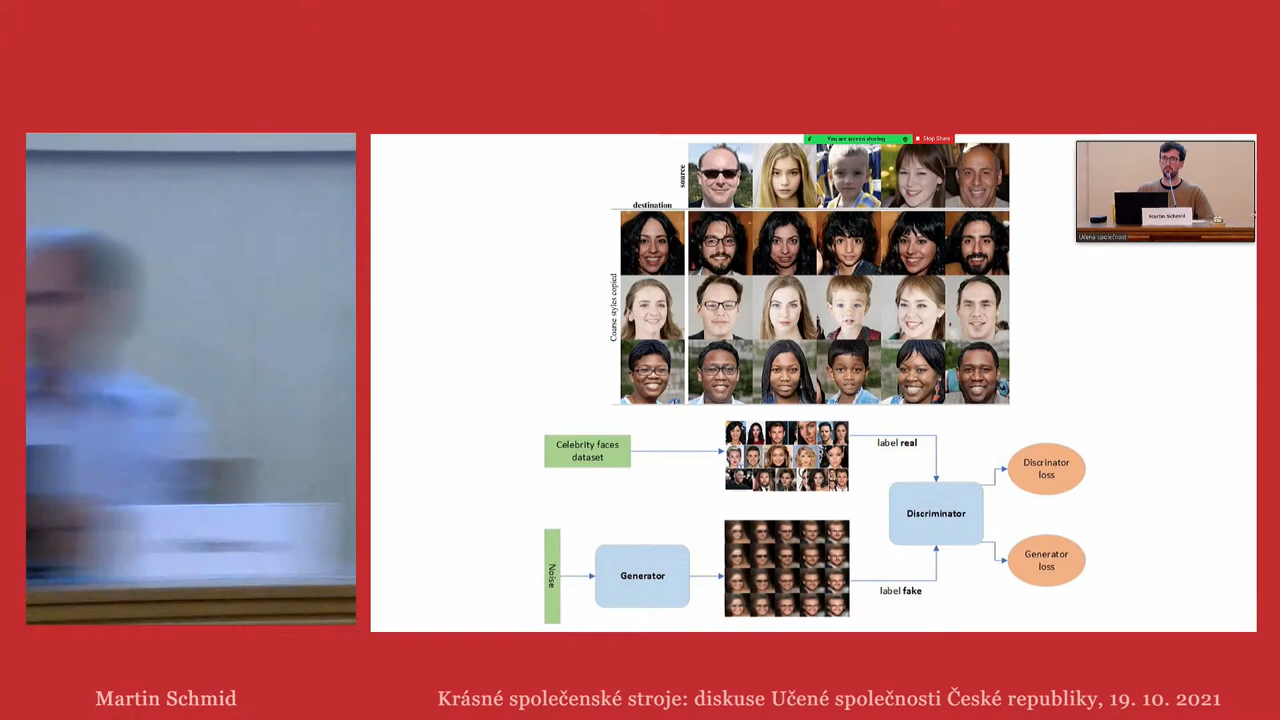 You are screen sharing
Stop Share
source
destination
Coarse styles copied
Martin Schmid
Učená společnost
Celebrity faces
dataset
label real
Discrinator
loss
Discriminator
Noise
Generator
Generator
loss
label fake
Martin Schmid
Krásné společenské stroje: diskuse Učené společnosti České republiky, 19. 10. 2021